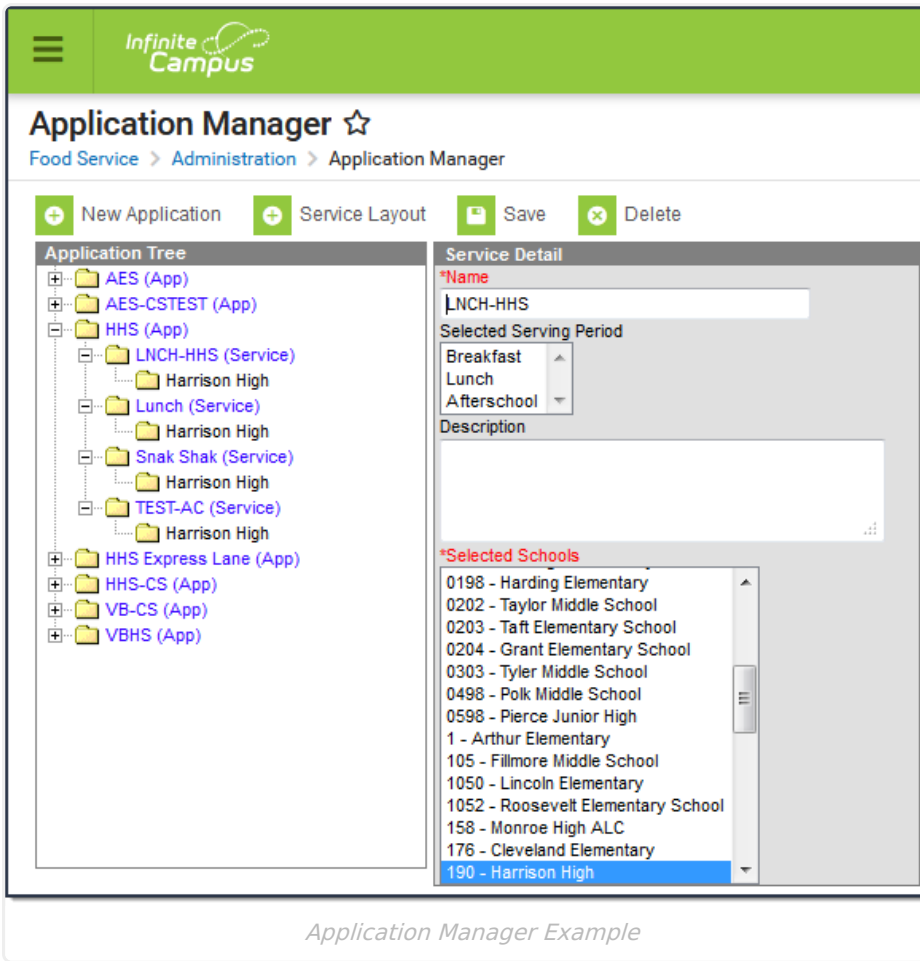 Infinite
Campus
Application Manager
Food Service > Administration > Application Manager
New Application Service Layout Save Delete
Application Tree
AES (App)
AES-CSTEST (App)
HHS (App)
LNCH-HHS (Service)
Harrison High
Lunch (Service)
Harrison High
Snak Shak (Service)
Harrison High
TEST-AC (Service)
Harrison High
HHS Express Lane (App)
HHS-CS (App)
VB-CS (App)
VBHS (App)
Service Detail
*Name
LNCH-HHS
Selected Serving Period
Breakfast
Lunch
Afterschool
Description
*Selected Schools
0198 - Harding Elementary
0202 - Taylor Middle School
0203 - Taft Elementary School
0204 - Grant Elementary School
0303 - Tyler Middle School
0498 - Polk Middle School
0598 - Pierce Junior High
1 - Arthur Elementary
105 - Fillmore Middle School
1050 - Lincoln Elementary
1052 - Roosevelt Elementary School
158 - Monroe High ALC
176 - Cleveland Elementary
190 - Harrison High
Application Manager Example